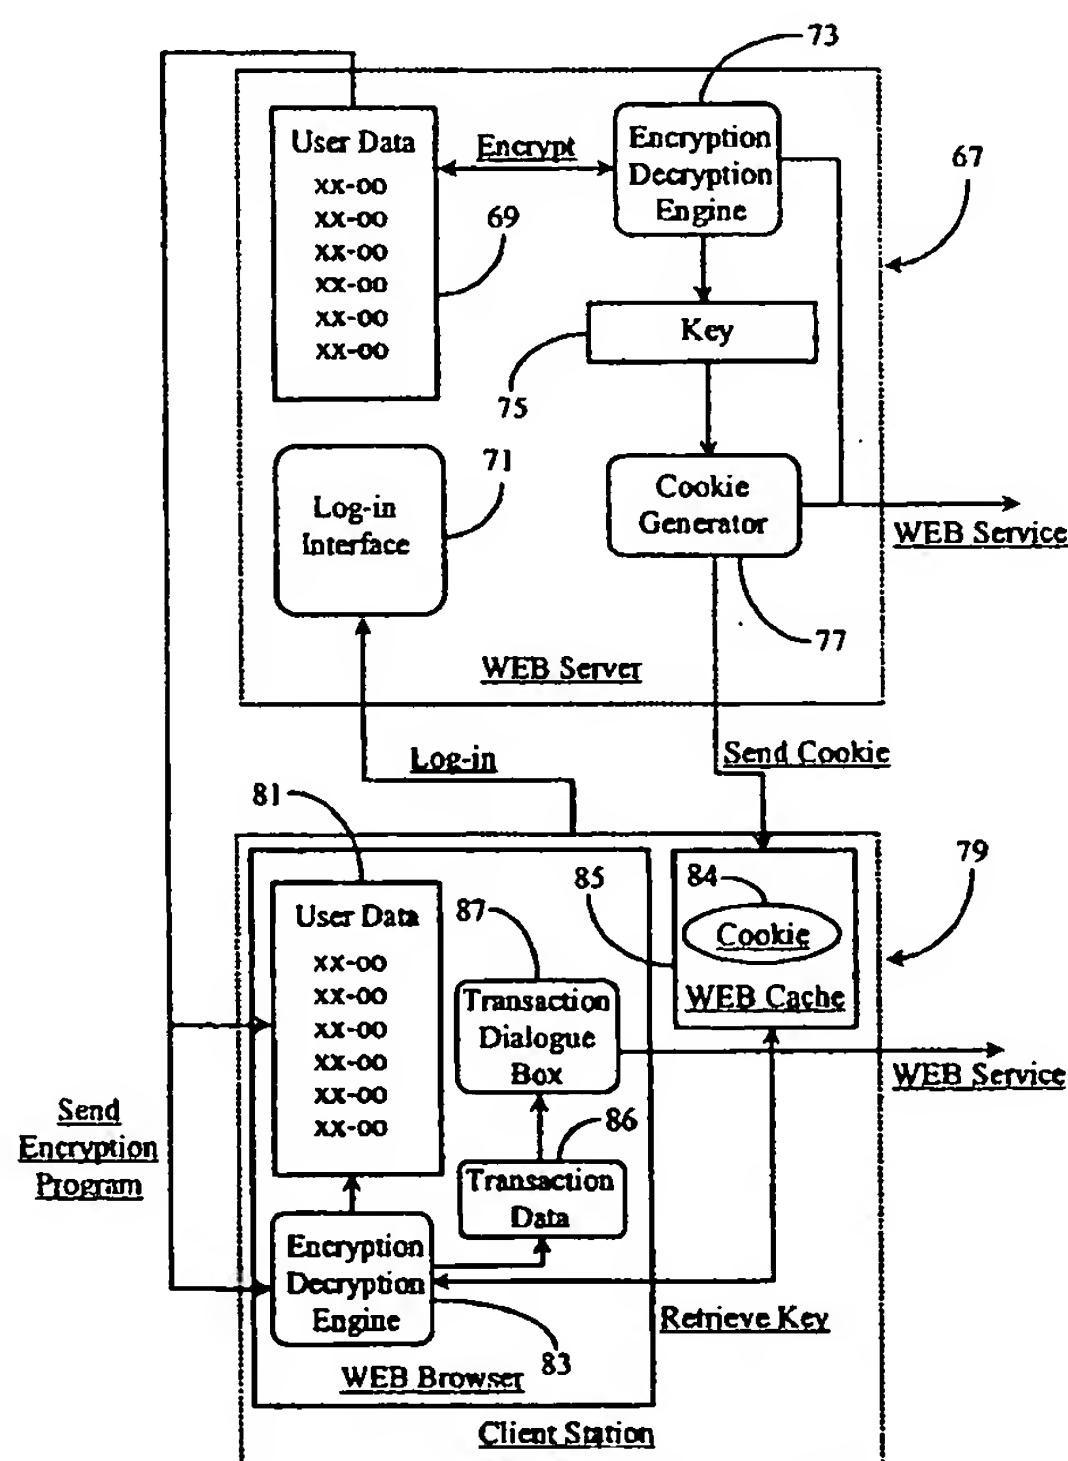 73
User Data
xx-oo
xx-oo
xx-oo
xx-oo
xx-oo
xx-oo
Encrypt
Encryption
Decryption
Engine
67
69
Key
75
71
Log-in
Interface
Cookie
Generator
WEB Service
77
WEB Server
Log-in
Send Cookie
81
79
85
84
Cookie
WEB Cache
87
User Data
xx-oo
xx-oo
xx-oo
xx-oo
xx-oo
xx-oo
Transaction
Dialogue
Box
WEB Service
Send
Encryption
Program
86
Transaction
Data
Encryption
Decryption
Engine
Retrieve Key
83
WEB Browser
Client Station